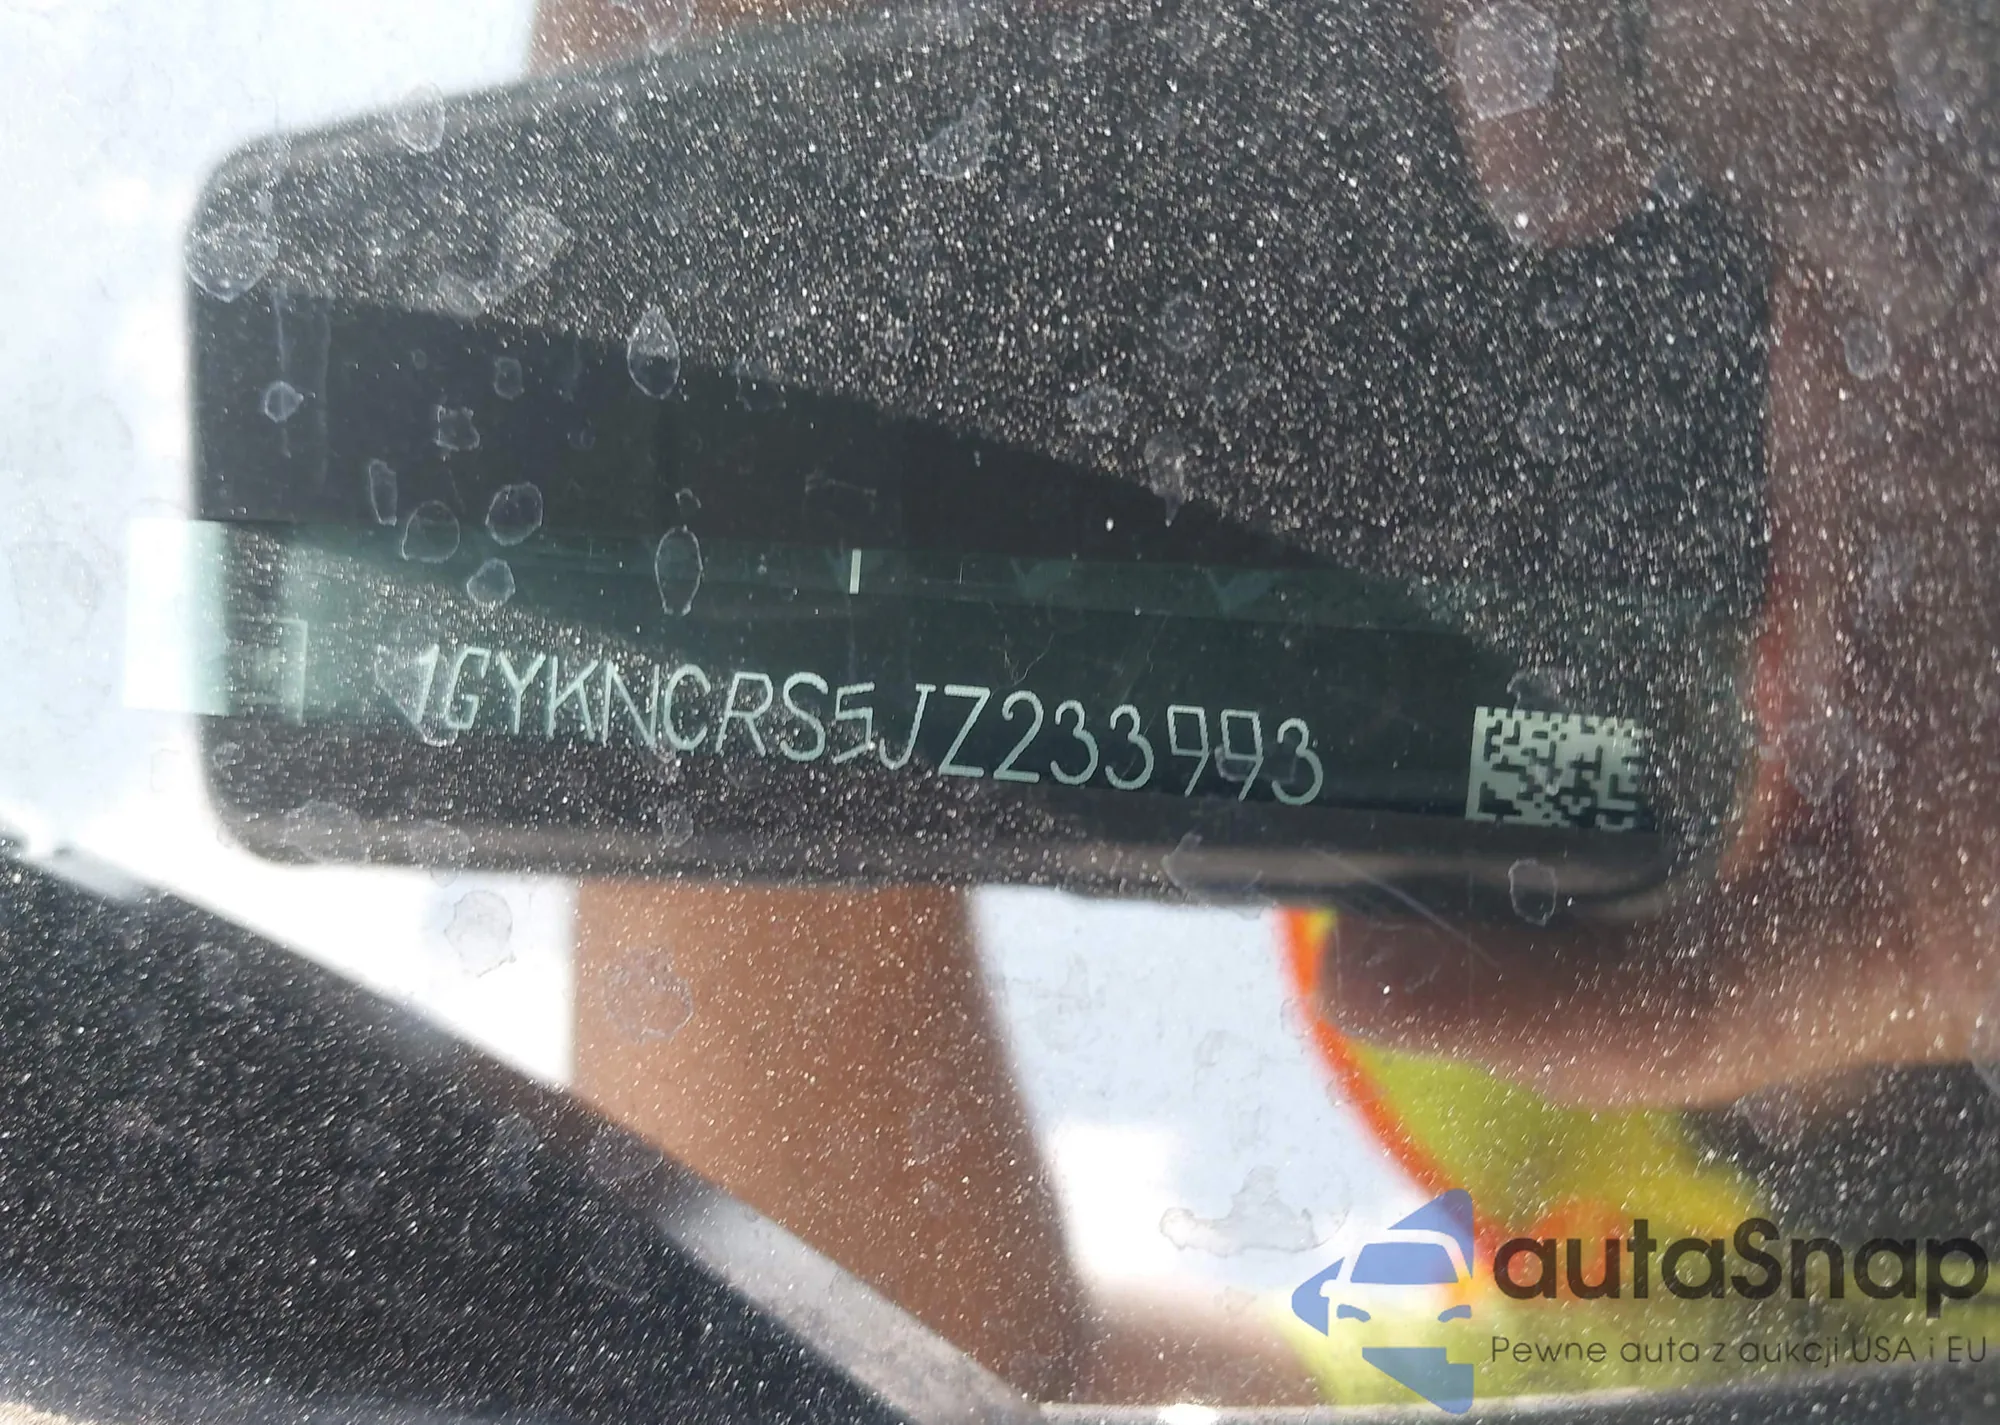 1GYKNCRS5JZ233993
autaSnap
Pewne auta z aukcji USA i EU